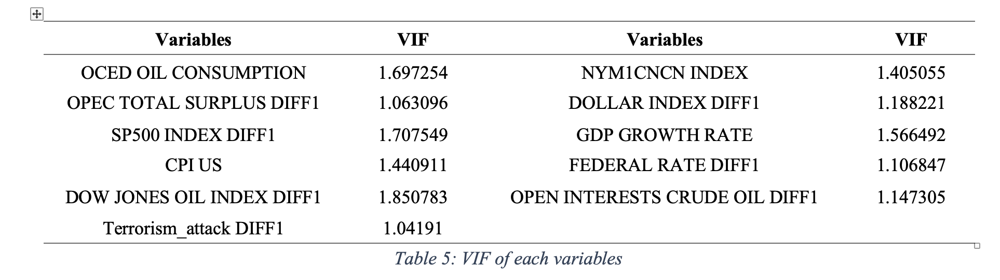 Variables VIF Variables VIF
OCED OIL CONSUMPTION 1.697254 NYM1CNCN INDEX 1.405055
OPEC TOTAL SURPLUS DIFF1 1.063096 DOLLAR INDEX DIFF1 1.188221
SP500 INDEX DIFF1 1.707549 GDP GROWTH RATE 1.566492
CPI US 1.440911 FEDERAL RATE DIFF1 1.106847
DOW JONES OIL INDEX DIFF1 1.850783 OPEN INTERESTS CRUDE OIL DIFF1 1.147305
Terrorism_attack DIFF1 1.04191
Table 5: VIF of each variables